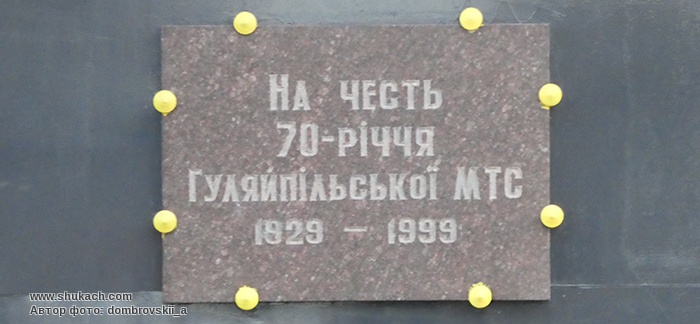 На честь
70-річчя
Гуляйпільської МТС
1929 – 1999
www.shukach.com
Автор фото: dombrovskii_a